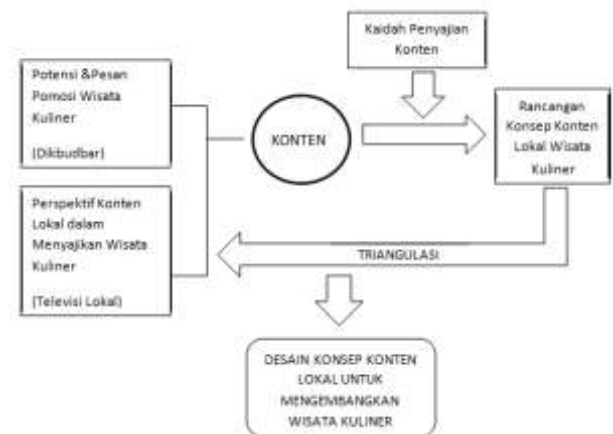 Kaidah Penyajian
Konten
Potensi &Pesan
Pomosi Wisata
Kuliner
(Dikbudbar)
KONTEN
Rancangan
Konsep Konten
Lokal Wisata
Kuliner
Perspektif Konten
Lokal dalam
Menyajikan Wisata
Kuliner
(Televisi Lokal)
TRIANGULASI
DESAIN KONSEP KONTEN
LOKAL UNTUK
MENGEMBANGKAN
WISATA KULINER